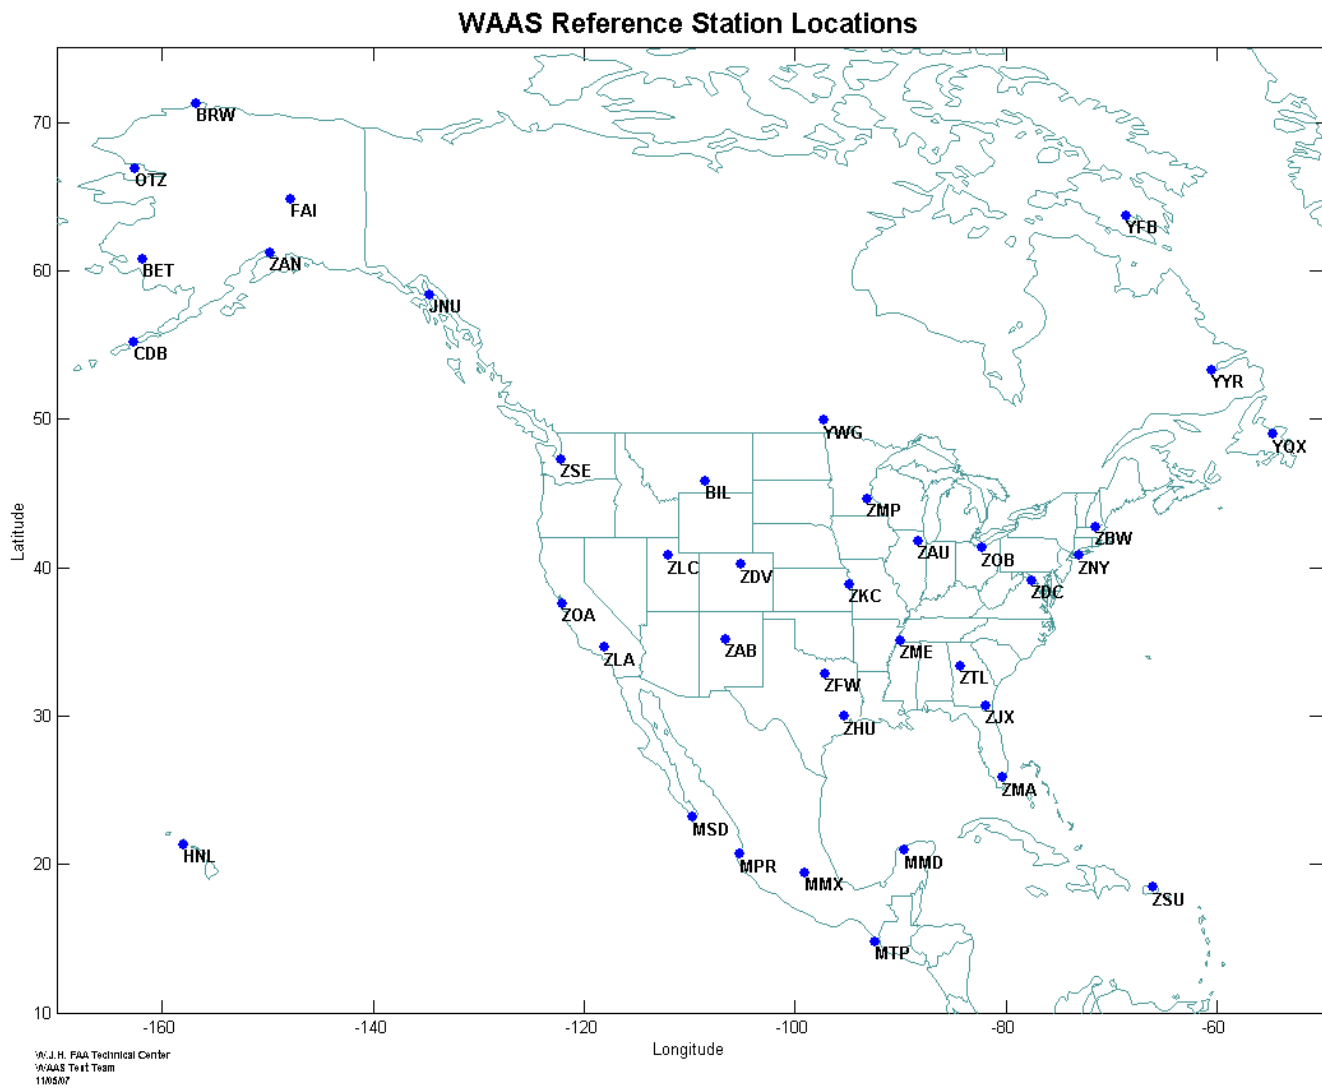 WAAS Reference Station Locations
70
BRW
OTZ
FAI
YFB
60
BET
ZAN
JNU
CDB
YYR
50
YWG
YQX
ZSE
BIL
ZMP
ZBW
ZAU
ZOB
ZNY
Latitude
40
ZLC
ZDV
ZKC
ZDC
ZOA
ZLA
ZAB
ZME
ZTL
ZFW
30
ZHU
ZJX
ZMA
MSD
20
HNL
MPR
MMX
MMD
ZSU
MTP
10
-160
-140
-120
-100
-80
-60
Longitude
W.J.H. FAA Technical Center
WAAS Test Team
11/05/07